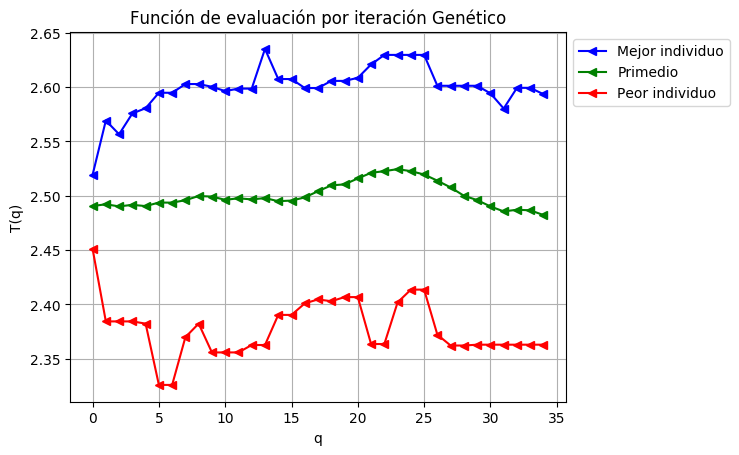 Función de evaluación por iteración Genético
2.65
2.60
2.55
2.50
2.45
2.40
2.35
T(q)
0 5 10 15 20 25 30 35
q
Mejor individuo
Primedio
Peor individuo